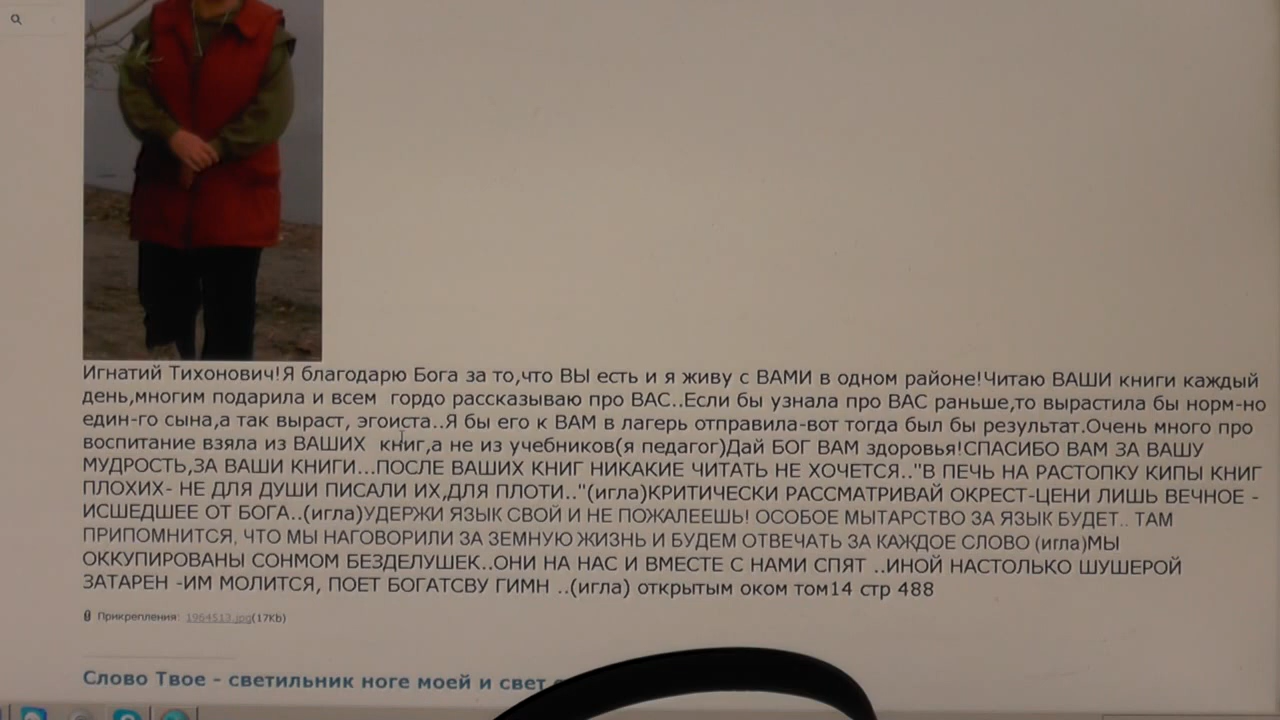 Игнатий Тихонович!Я благодарю Бога за то,что ВЫ есть и я живу с ВАМИ в одном районе!Читаю ВАШИ книги каждый
день,многим подарила и всем гордо рассказываю про ВАС..Если бы узнала про ВАС раньше,то вырастила бы норм-но
един-го сына,а так выраст, эгоиста..Я бы его к ВАМ в лагерь отправила-вот тогда был бы результат.Очень много про
воспитание взяла из ВАШИХ книг,а не из учебников(я педагог)Дай БОГ ВАМ здоровья!СПАСИБО ВАМ ЗА ВАШУ
МУДРОСТЬ,ЗА ВАШИ КНИГИ...ПОСЛЕ ВАШИХ КНИГ НИКАКИЕ ЧИТАТЬ НЕ ХОЧЕТСЯ.."В ПЕЧЬ НА РАСТОПКУ КИПЫ КНИГ
ПЛОХИХ- НЕ ДЛЯ ДУШИ ПИСАЛИ ИХ,ДЛЯ ПЛОТИ.."(игла)КРИТИЧЕСКИ РАССМАТРИВАЙ ОКРЕСТ-ЦЕНИ ЛИШЬ ВЕЧНОЕ -
ИСШЕДШЕЕ ОТ БОГА..(игла)УДЕРЖИ ЯЗЫК СВОЙ И НЕ ПОЖАЛЕЕШЬ! ОСОБОЕ МЫТАРСТВО ЗА ЯЗЫК БУДЕТ.. ТАМ
ПРИПОМНИТСЯ, ЧТО МЫ НАГОВОРИЛИ ЗА ЗЕМНУЮ ЖИЗНЬ И БУДЕМ ОТВЕЧАТЬ ЗА КАЖДОЕ СЛОВО (игла)МЫ
ОККУПИРОВАНЫ СОНМОМ БЕЗДЕЛУШЕК..ОНИ НА НАС И ВМЕСТЕ С НАМИ СПЯТ ..ИНОЙ НАСТОЛЬКО ШУШЕРОЙ
ЗАТАРЕН -ИМ МОЛИТСЯ, ПОЕТ БОГАТСВУ ГИМН ..(игла) открытым оком том14 стр 488
Прикрепления: 1964513.jpg(17Kb)
Слово Твое - светильник ноге моей и свет